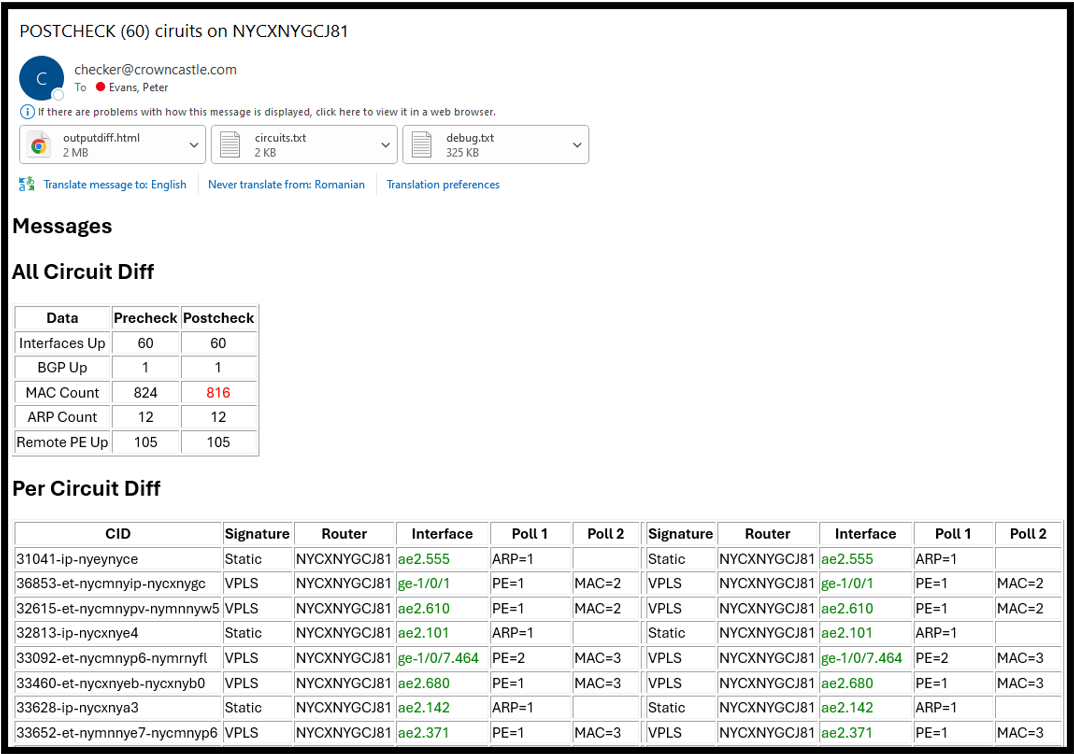 POSTCHECK (60) ciruits on NYCXNYGCJ81
C
checker@crowncastle.com
To Evans, Peter
If there are problems with how this message is displayed, click here to view it in a web browser.
outputdiff.html
2 MB
circuits.txt
2 KB
debug.txt
325 KB
Translate message to: English Never translate from: Romanian Translation preferences
Messages
All Circuit Diff
Data Precheck Postcheck
Interfaces Up 60 60
BGP Up 1 1
MAC Count 824 816
ARP Count 12 12
Remote PE Up 105 105
Per Circuit Diff
CID Signature Router Interface Poll 1 Poll 2 Signature Router Interface Poll 1 Poll 2
31041-ip-nyeynyce Static NYCXNYGCJ81 ae2.555 ARP=1 Static NYCXNYGCJ81 ae2.555 ARP=1
36853-et-nycmnyip-nycxnygc VPLS NYCXNYGCJ81 ge-1/0/1 PE=1 MAC=2 VPLS NYCXNYGCJ81 ge-1/0/1 PE=1 MAC=2
32615-et-nycmnypv-nymnnyw5 VPLS NYCXNYGCJ81 ae2.610 PE=1 MAC=2 VPLS NYCXNYGCJ81 ae2.610 PE=1 MAC=2
32813-ip-nycxnye4 Static NYCXNYGCJ81 ae2.101 ARP=1 Static NYCXNYGCJ81 ae2.101 ARP=1
33092-et-nycmnyp6-nymrnyfl VPLS NYCXNYGCJ81 ge-1/0/7.464 PE=2 MAC=3 VPLS NYCXNYGCJ81 ge-1/0/7.464 PE=2 MAC=3
33460-et-nycxnyeb-nycxnyb0 VPLS NYCXNYGCJ81 ae2.680 PE=1 MAC=3 VPLS NYCXNYGCJ81 ae2.680 PE=1 MAC=3
33628-ip-nycxnya3 Static NYCXNYGCJ81 ae2.142 ARP=1 Static NYCXNYGCJ81 ae2.142 ARP=1
33652-et-nymnnye7-nycmnyp6 VPLS NYCXNYGCJ81 ae2.371 PE=1 MAC=3 VPLS NYCXNYGCJ81 ae2.371 PE=1 MAC=3